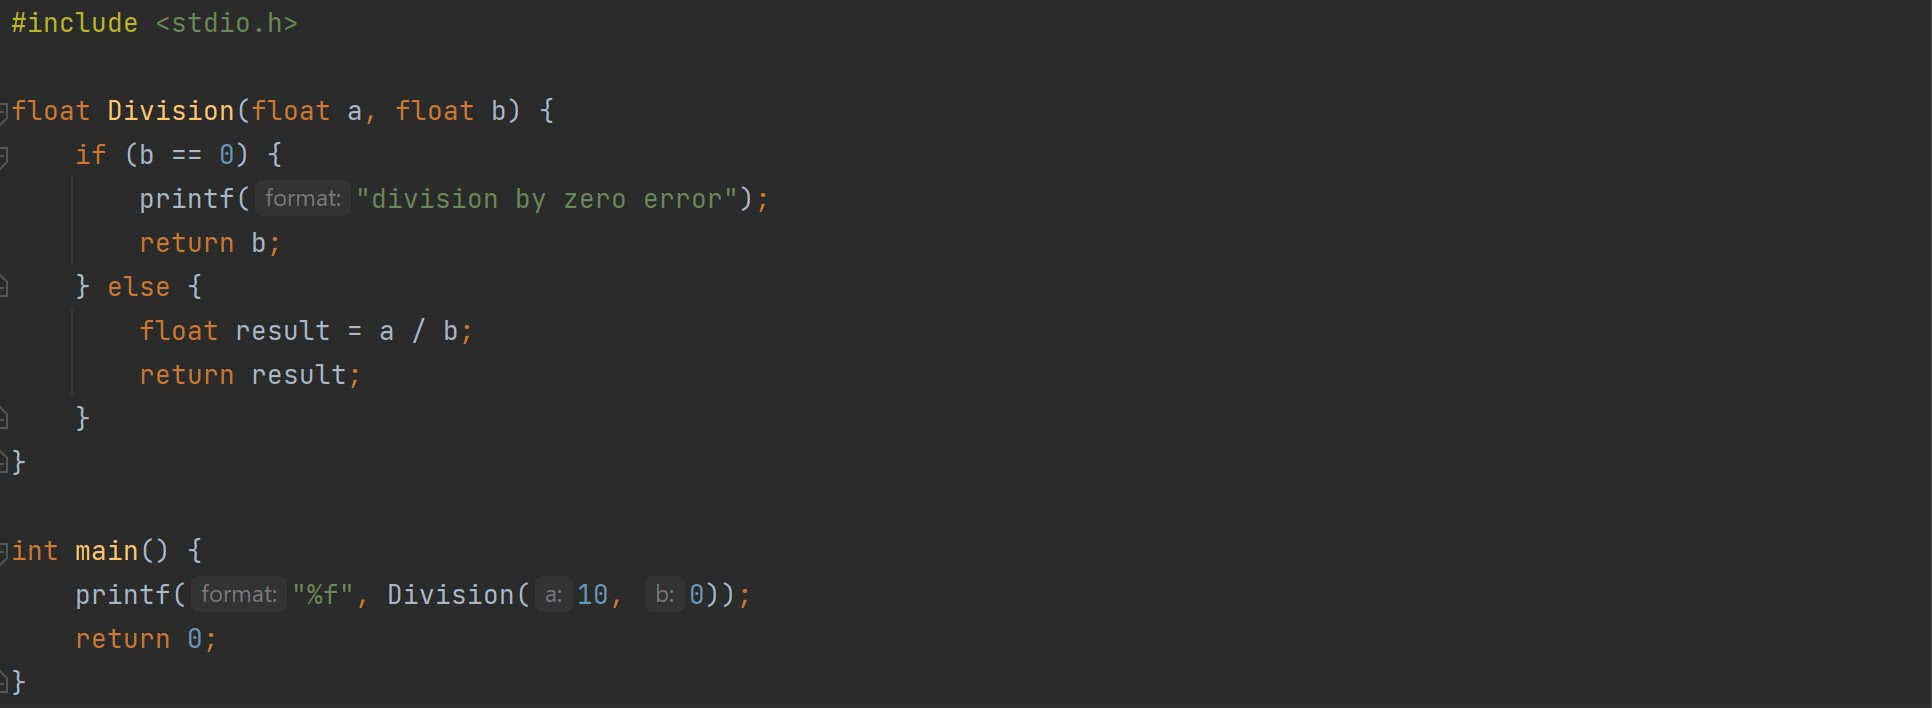 #include <stdio.h>
float Division(float a, float b) {
    if (b == 0) {
        printf( format: "division by zero error");
        return b;
    } else {
        float result = a / b;
        return result;
    }
}
int main() {
    printf( format: "%f", Division( a: 10, b: 0));
    return 0;
}